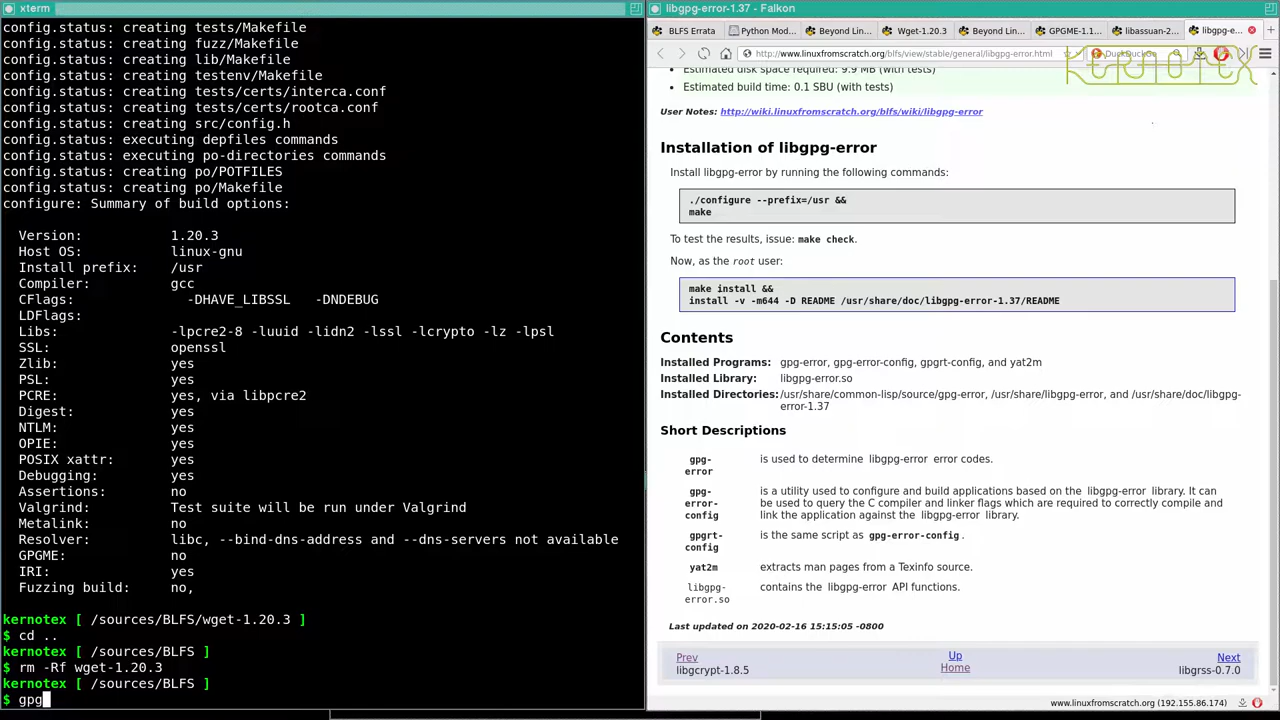 xterm
config.status: creating tests/Makefile
config.status: creating fuzz/Makefile
config.status: creating lib/Makefile
config.status: creating testenv/Makefile
config.status: creating tests/certs/interca.conf
config.status: creating tests/certs/rootca.conf
config.status: creating src/config.h
config.status: executing depfiles commands
config.status: executing po-directories commands
config.status: creating po/POTFILES
config.status: creating po/Makefile
configure: Summary of build options:
Version: 1.20.3
Host OS: linux-gnu
Install prefix: /usr
Compiler: gcc
CFlags: -DHAVE_LIBSSL -DNDEBUG
LDFlags:
Libs: -lpcre2-8 -luuid -lidn2 -lssl -lcrypto -lz -lpsl
SSL: openssl
Zlib: yes
PSL: yes
PCRE: yes, via libpcre2
Digest: yes
NTLM: yes
OPIE: yes
POSIX xattr: yes
Debugging: yes
Assertions: no
Valgrind: Test suite will be run under Valgrind
Metalink: no
Resolver: libc, --bind-dns-address and --dns-servers not available
GPGME: no
IRI: yes
Fuzzing build: no,
kernotex [ /sources/BLFS/wget-1.20.3 ]
$ cd ..
kernotex [ /sources/BLFS ]
$ rm -Rf wget-1.20.3
kernotex [ /sources/BLFS ]
$ gpg
libgpg-error-1.37 - Falkon
BLFS Errata Python Mod... Beyond Lin... Wget-1.20.3 Beyond Lin... GPGME-1.1... libassuan-2... libgpg-e...
http://www.linuxfromscratch.org/blfs/view/stable/general/libgpg-error.html DuckDuckGo
KERNOTEX
Estimated disk space required: 9.9 MB (with tests)
Estimated build time: 0.1 SBU (with tests)
User Notes: http://wiki.linuxfromscratch.org/blfs/wiki/libgpg-error
Installation of libgpg-error
Install libgpg-error by running the following commands:
./configure --prefix=/usr &&
make
To test the results, issue: make check.
Now, as the root user:
make install &&
install -v -m644 -D README /usr/share/doc/libgpg-error-1.37/README
Contents
Installed Programs: gpg-error, gpg-error-config, gpgrt-config, and yat2m
Installed Library: libgpg-error.so
Installed Directories: /usr/share/common-lisp/source/gpg-error, /usr/share/libgpg-error, and /usr/share/doc/libgpg-
error-1.37
Short Descriptions
gpg- is used to determine libgpg-error error codes.
error
gpg- is a utility used to configure and build applications based on the libgpg-error library. It can
error- be used to query the C compiler and linker flags which are required to correctly compile and
config link the application against the libgpg-error library.
gpgrt- is the same script as gpg-error-config.
config
yat2m extracts man pages from a Texinfo source.
libgpg- contains the libgpg-error API functions.
error.so
Last updated on 2020-02-16 15:15:05 -0800
Prev Up Next
libgcrypt-1.8.5 Home libgrss-0.7.0
www.linuxfromscratch.org (192.155.86.174)